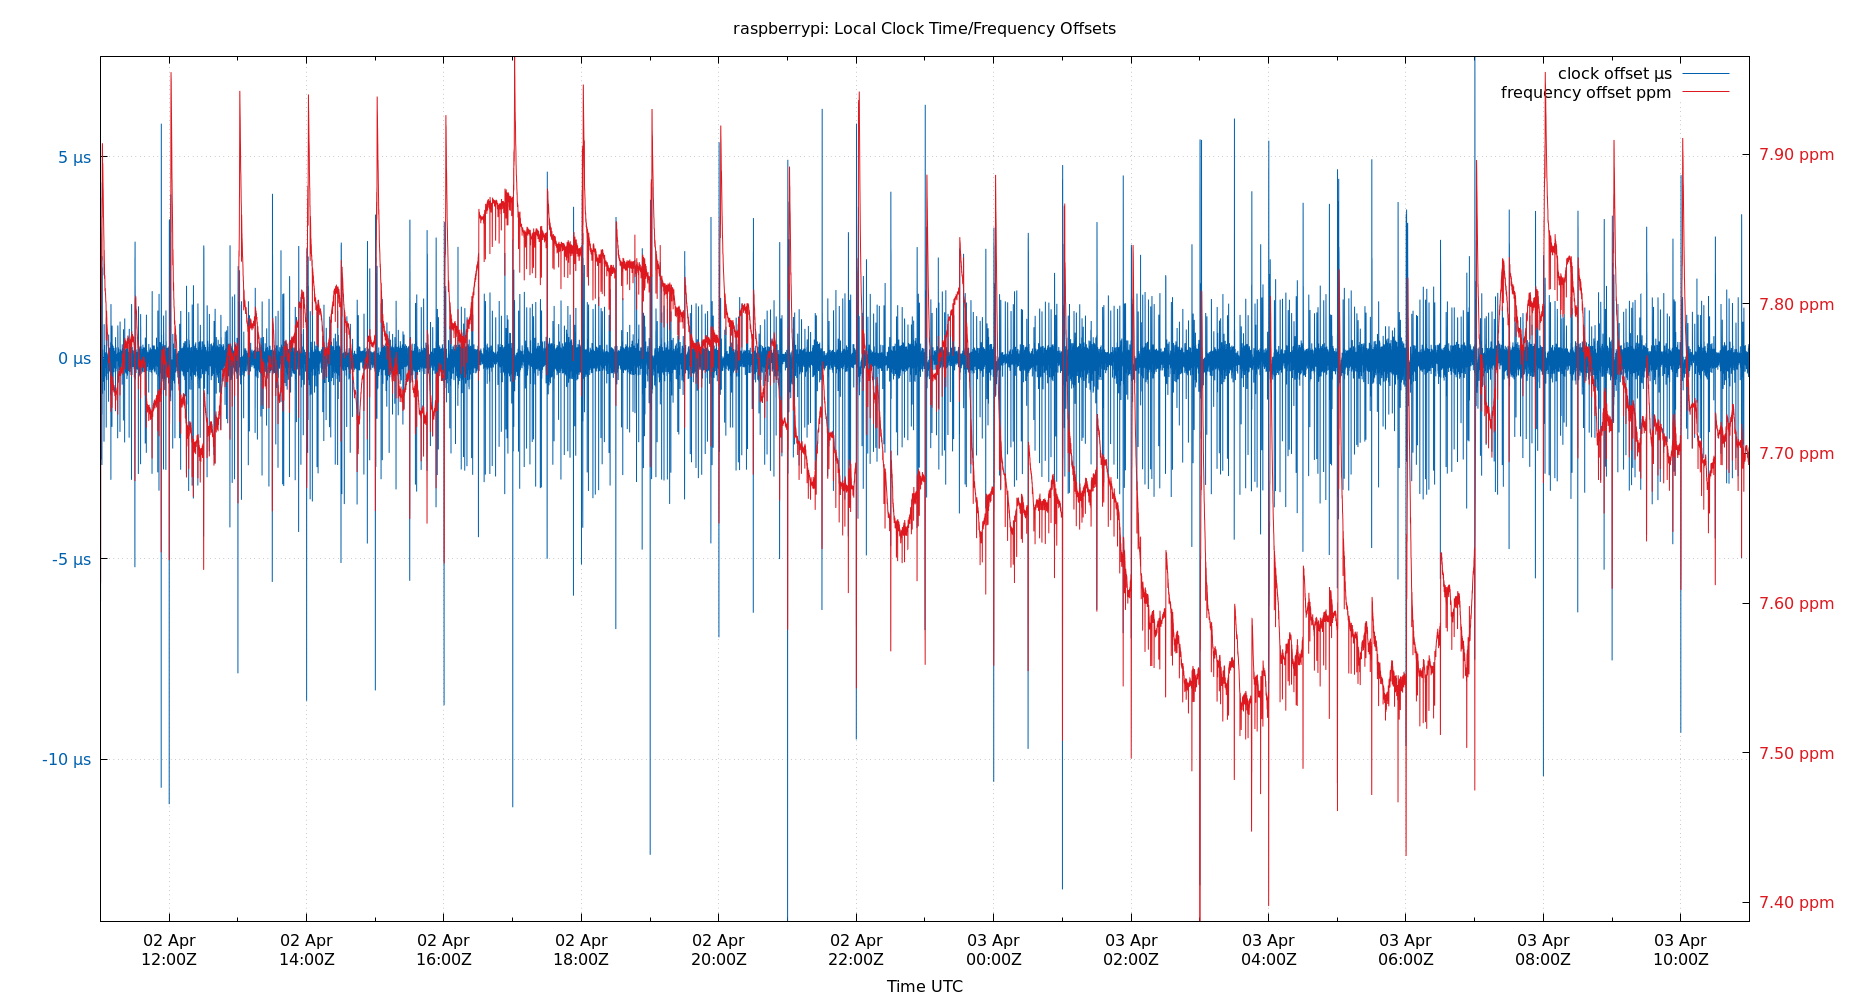 raspberrypi: Local Clock Time/Frequency Offsets
clock offset µs
frequency offset ppm
5 µs
0 µs
-5 µs
-10 µs
7.90 ppm
7.80 ppm
7.70 ppm
7.60 ppm
7.50 ppm
7.40 ppm
02 Apr 02 Apr 02 Apr 02 Apr 02 Apr 02 Apr 03 Apr 03 Apr 03 Apr 03 Apr 03 Apr 03 Apr
12:00Z 14:00Z 16:00Z 18:00Z 20:00Z 22:00Z 00:00Z 02:00Z 04:00Z 06:00Z 08:00Z 10:00Z
Time UTC